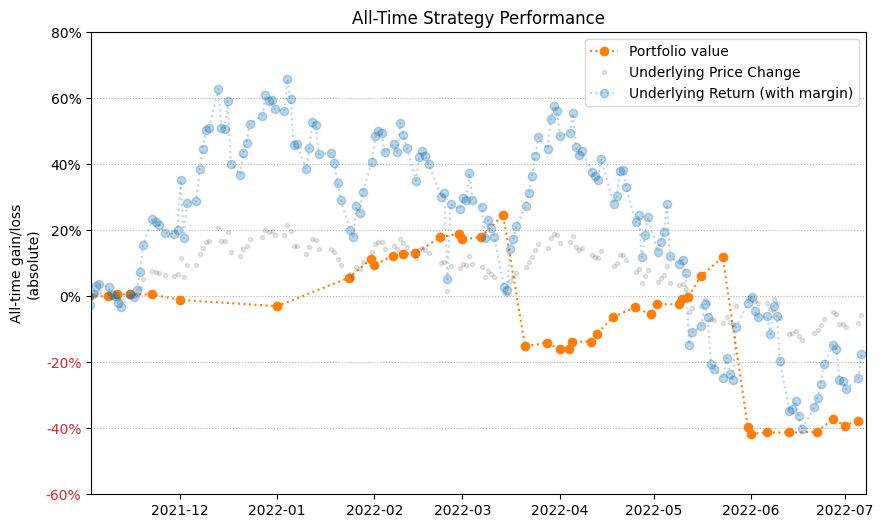 All-Time Strategy Performance
Portfolio value
Underlying Price Change
Underlying Return (with margin)
All-time gain/loss
(absolute)
80%
60%
40%
20%
0%
-20%
-40%
-60%
2021-12
2022-01
2022-02
2022-03
2022-04
2022-05
2022-06
2022-07